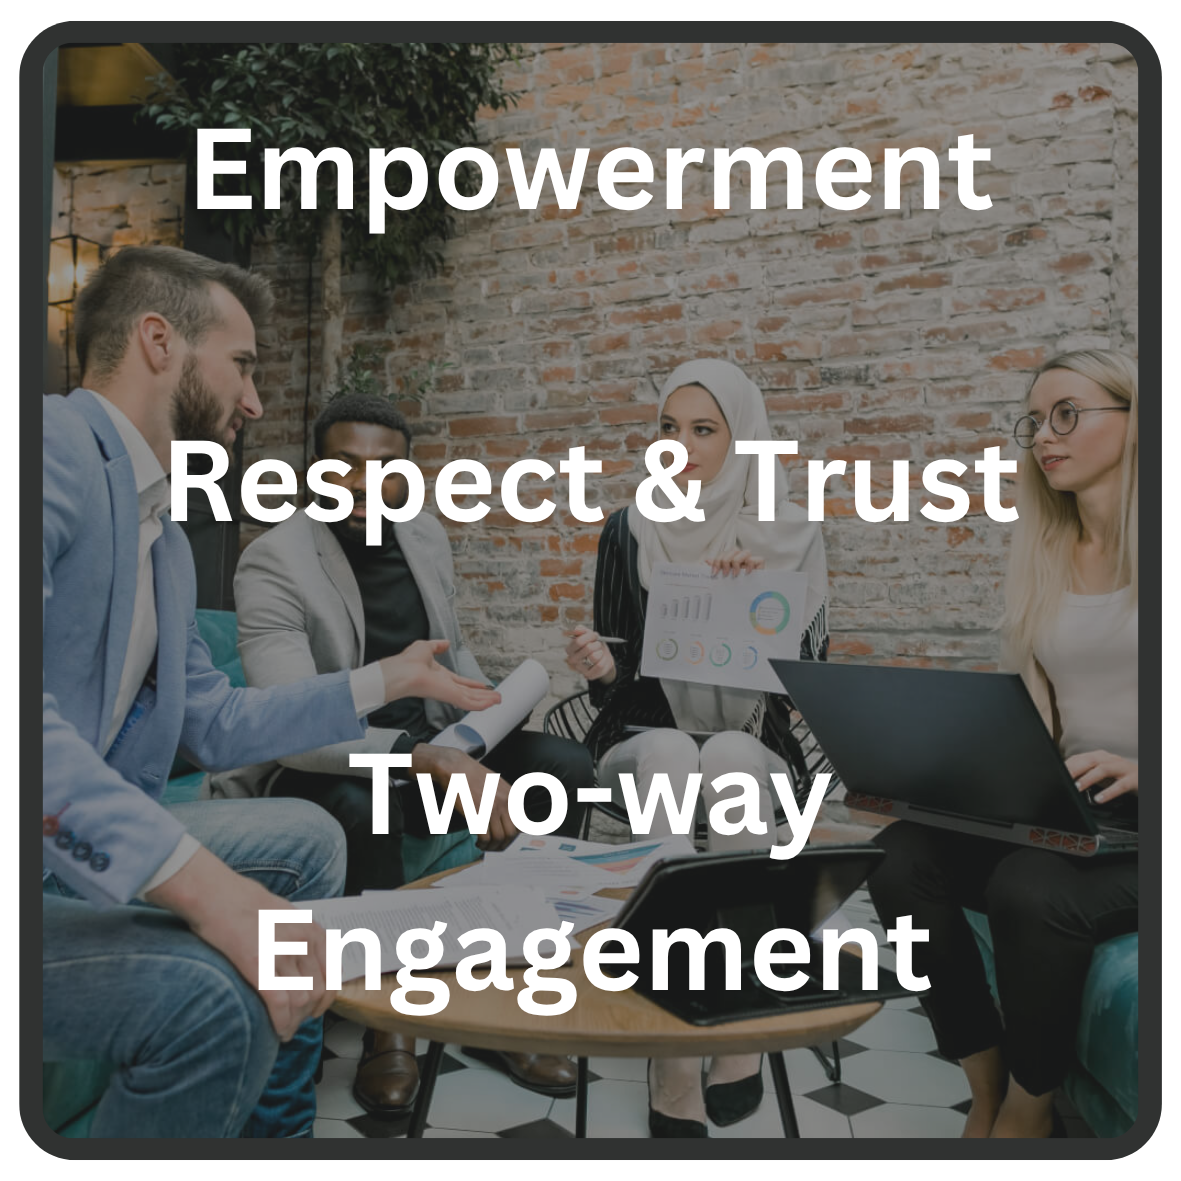 Empowerment
Respect & Trust
Two-way
Engagement